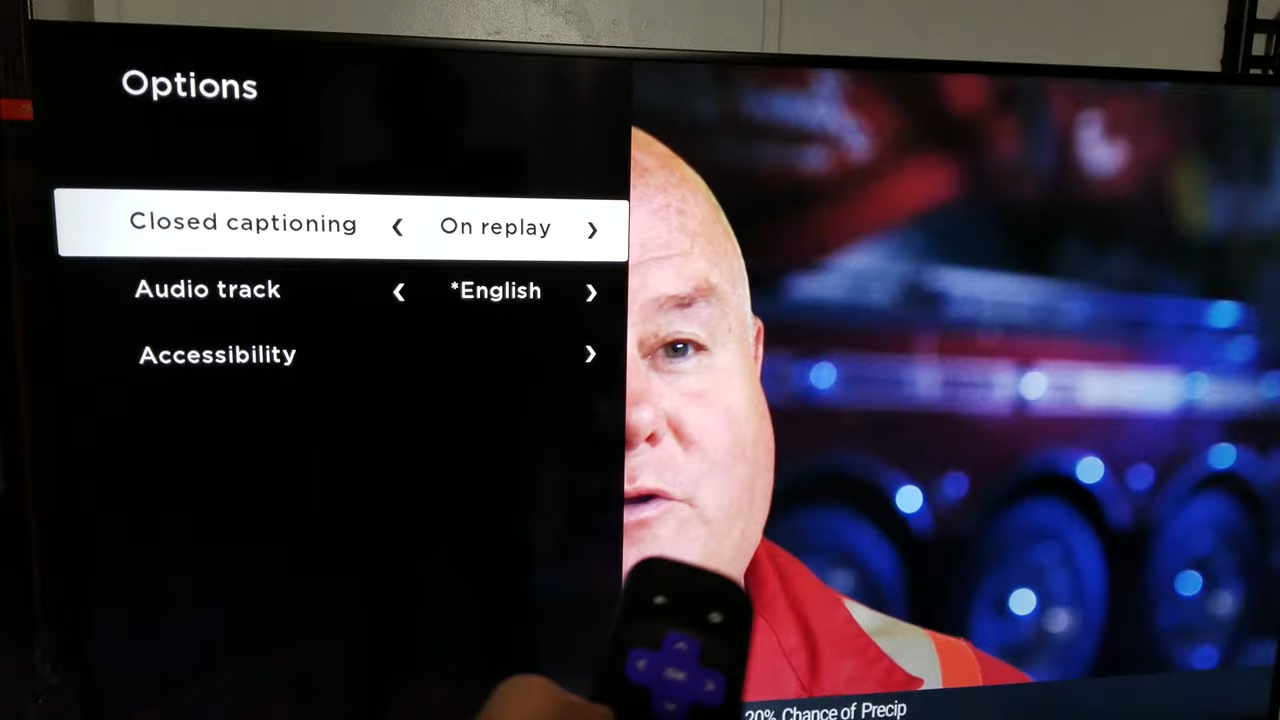 Options
Closed captioning < On replay >
Audio track < *English >
Accessibility >
20% Chance of Precip